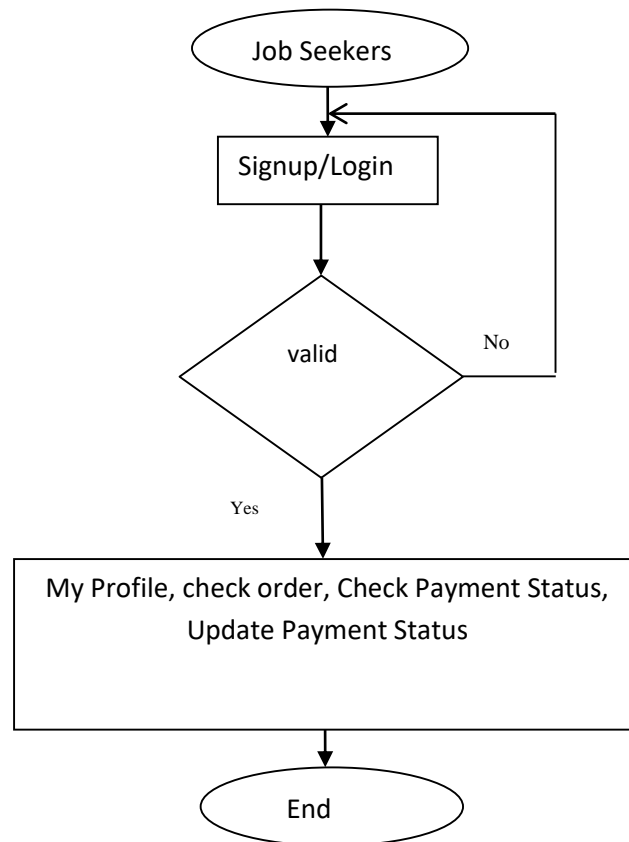 Job Seekers
Signup/Login
valid
No
Yes
My Profile, check order, Check Payment Status,
Update Payment Status
End